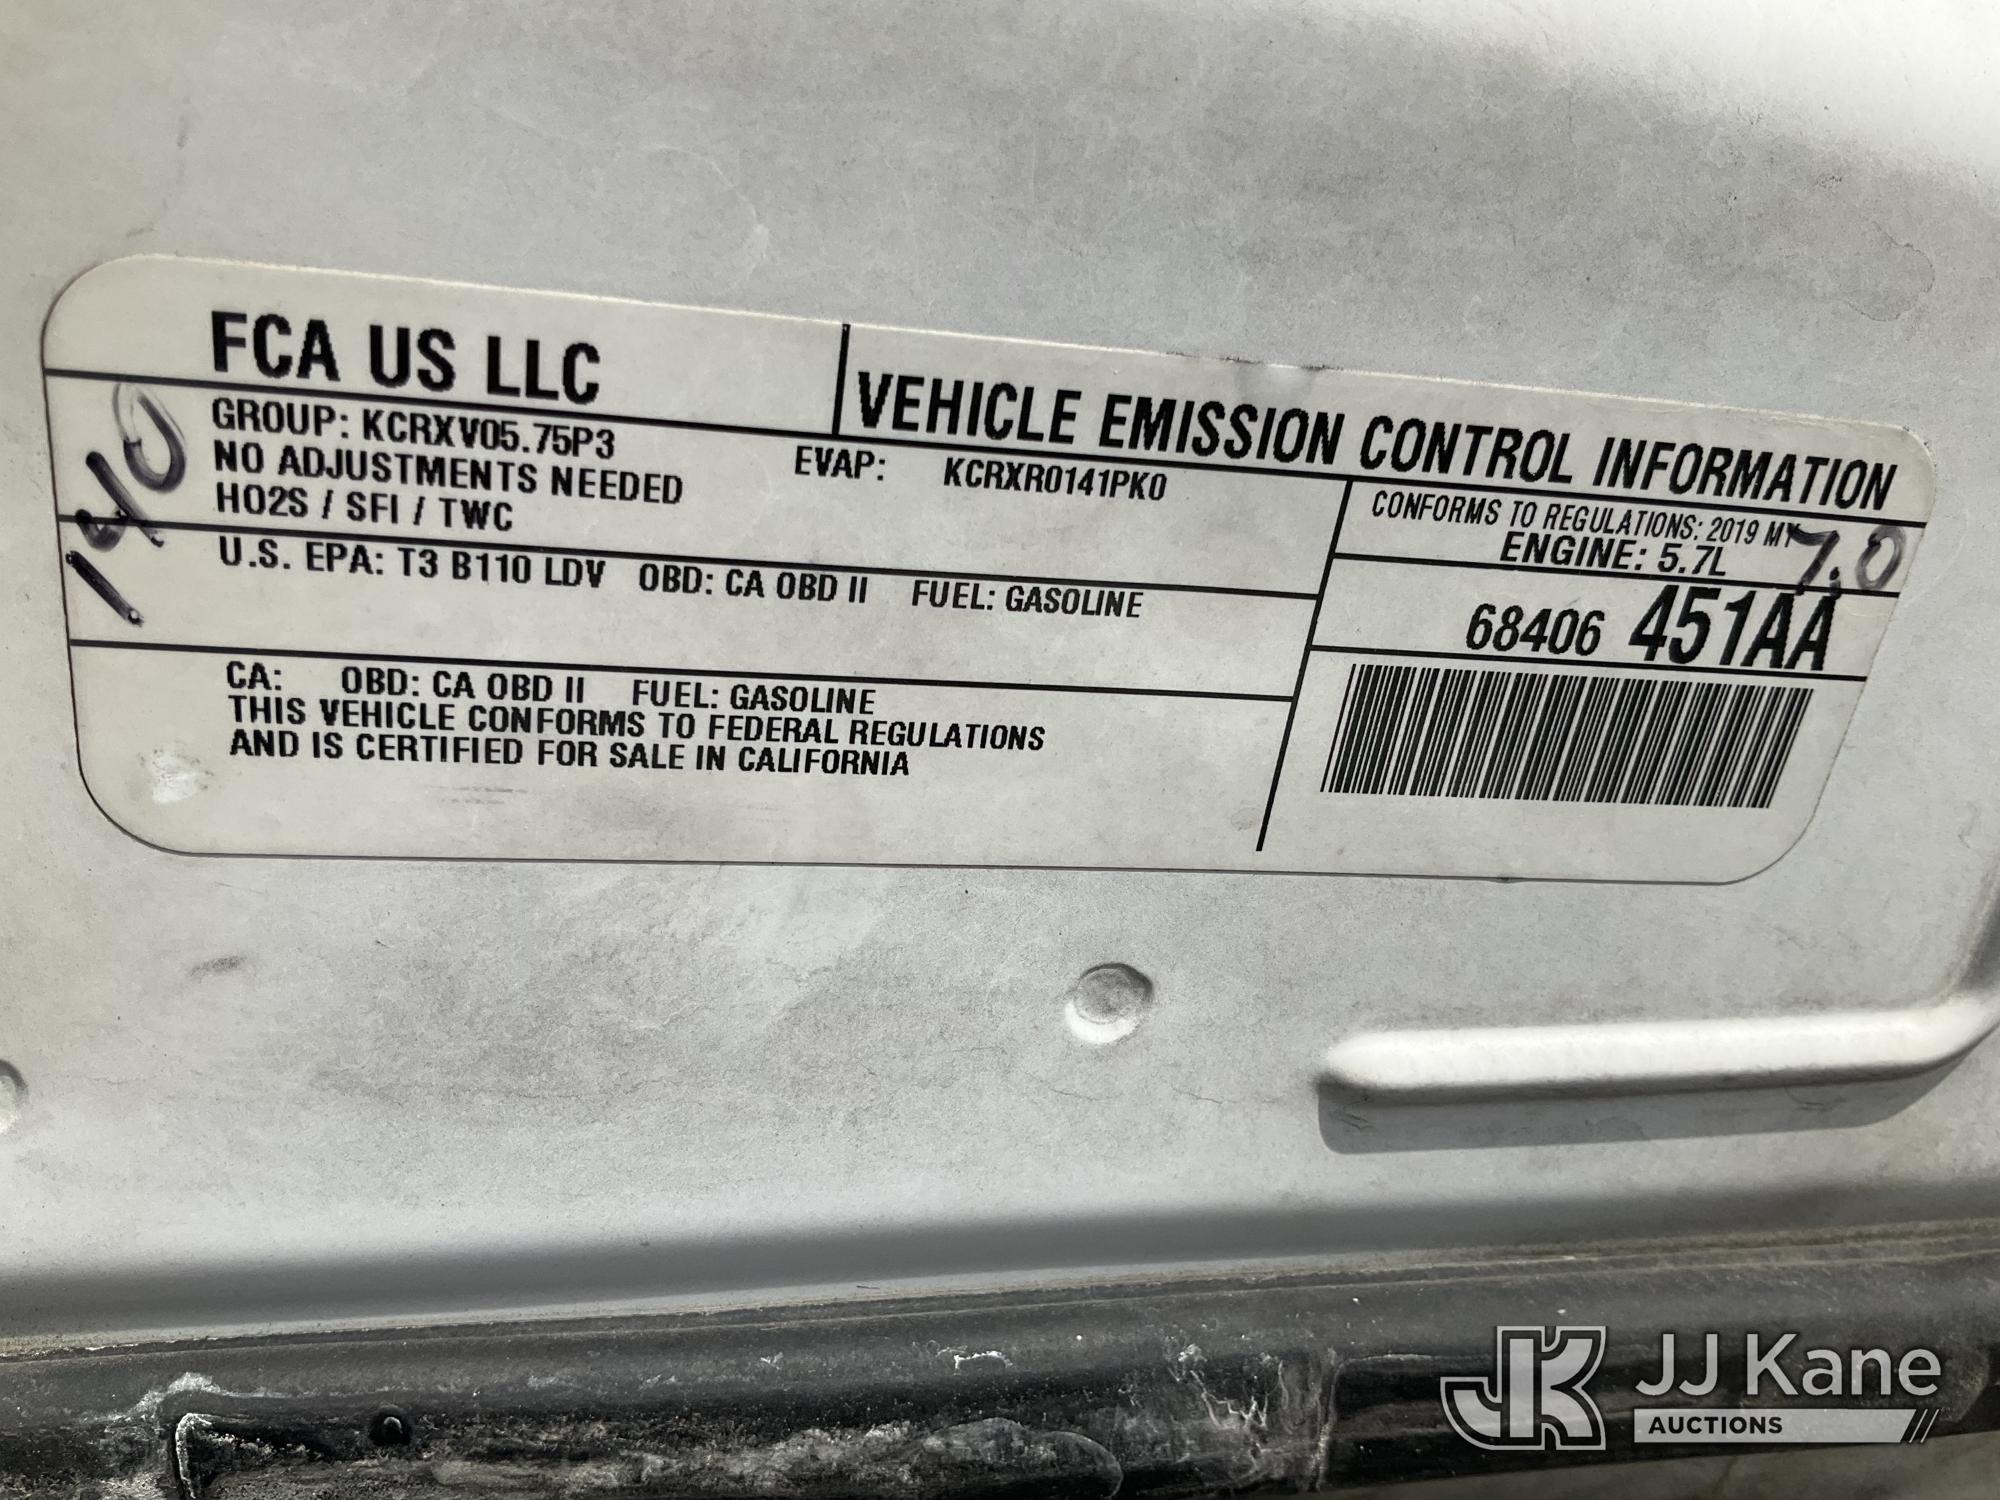 FCA US LLC
VEHICLE EMISSION CONTROL INFORMATION
140
GROUP: KCRXV05.75P3
NO ADJUSTMENTS NEEDED
HO2S / SFI / TWC
EVAP: KCRXR0141PK0
CONFORMS TO REGULATIONS: 2019 MY
ENGINE: 5.7L
7.0
U.S. EPA: T3 B110 LDV OBD: CA OBD II FUEL: GASOLINE
68406 451AA
CA: OBD: CA OBD II FUEL: GASOLINE
THIS VEHICLE CONFORMS TO FEDERAL REGULATIONS
AND IS CERTIFIED FOR SALE IN CALIFORNIA
JK JJ Kane
AUCTIONS